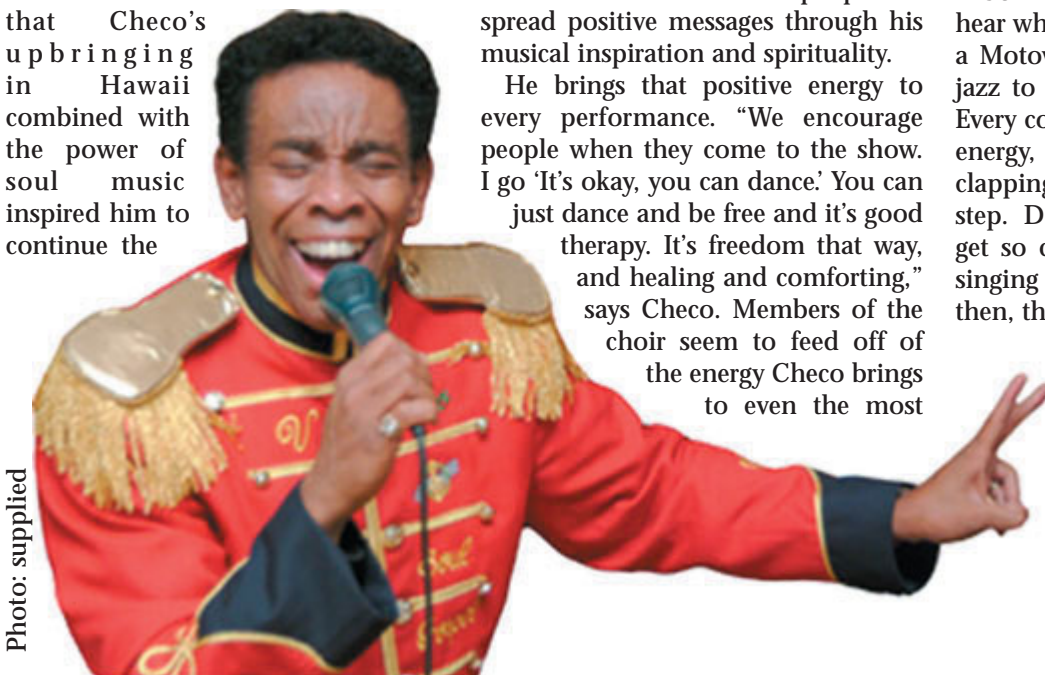 that Checo's
upbringing
in Hawaii
combined with
the power of
soul music
inspired him to
continue the
spread positive messages through his
musical inspiration and spirituality.
He brings that positive energy to
every performance. “We encourage
people when they come to the show.
I go ‘It's okay, you can dance.’ You can
just dance and be free and it's good
therapy. It's freedom that way,
and healing and comforting,”
says Checo. Members of the
choir seem to feed off of
the energy Checo brings
to even the most
hear wh
a Motow
jazz to
Every co
energy,
clapping
step. D
get so
singing
then, th
Photo: supplied
V
Soul